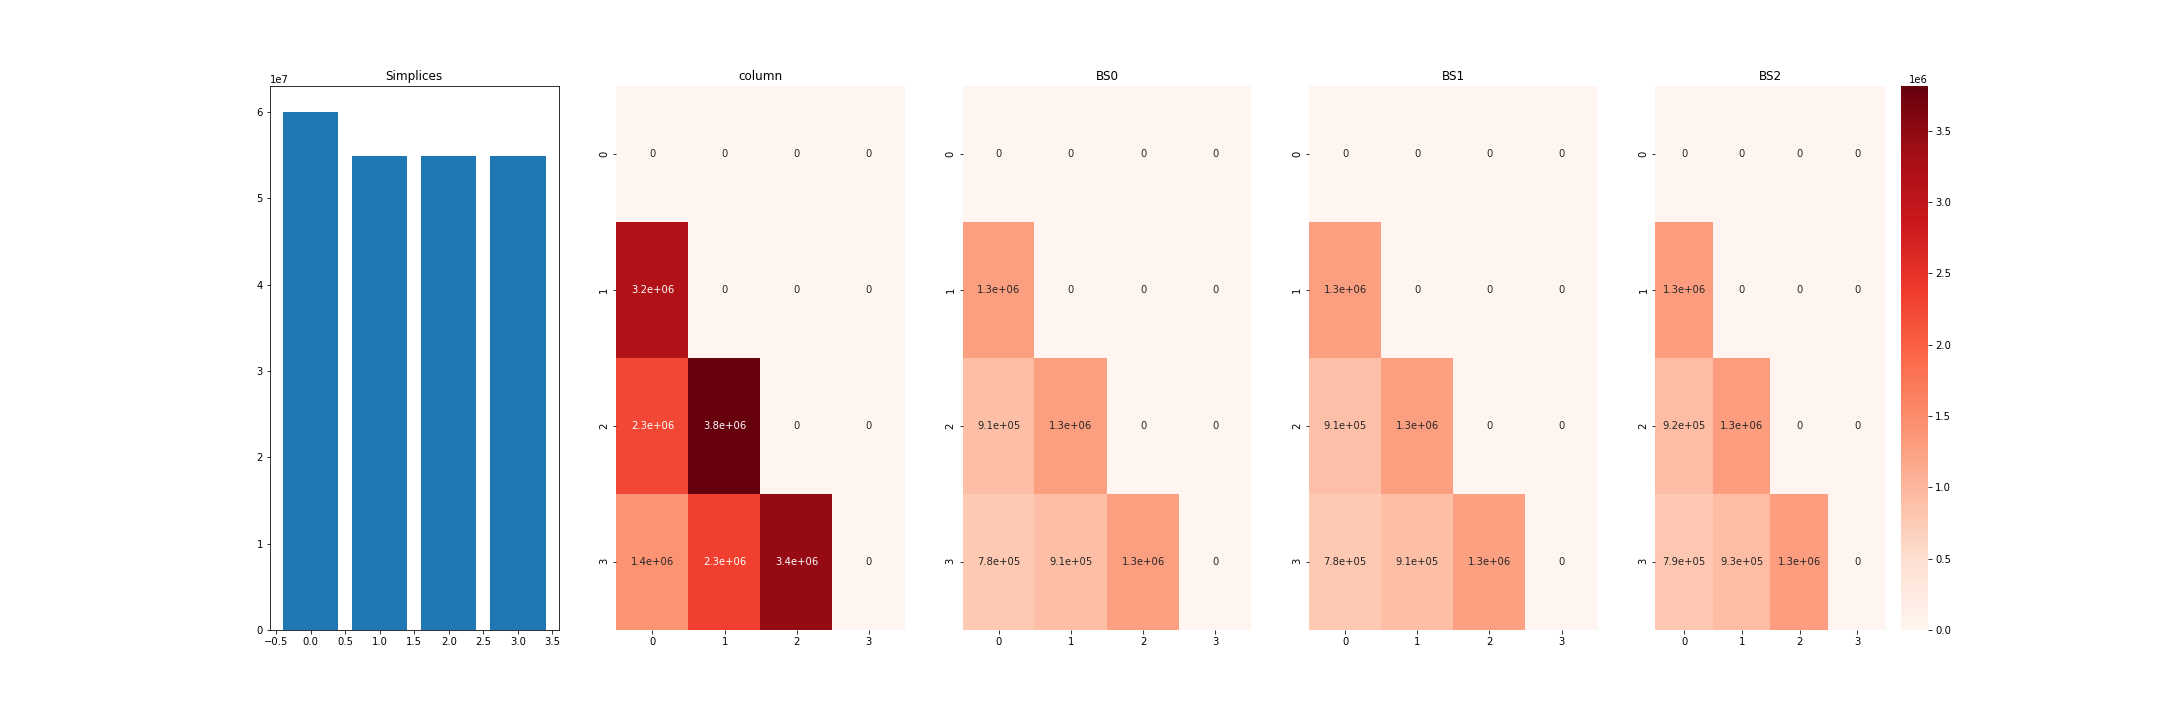 Simplices
1e7
6
5
4
3
2
1
0
−0.5 0.0 0.5 1.0 1.5 2.0 2.5 3.0 3.5
column
0 0 0 0 0
1 3.2e+06 0 0 0
2 2.3e+06 3.8e+06 0 0
3 1.4e+06 2.3e+06 3.4e+06 0
0 1 2 3
BS0
0 0 0 0 0
1 1.3e+06 0 0 0
2 9.1e+05 1.3e+06 0 0
3 7.8e+05 9.1e+05 1.3e+06 0
0 1 2 3
BS1
0 0 0 0 0
1 1.3e+06 0 0 0
2 9.1e+05 1.3e+06 0 0
3 7.8e+05 9.1e+05 1.3e+06 0
0 1 2 3
BS2
0 0 0 0 0
1 1.3e+06 0 0 0
2 9.2e+05 1.3e+06 0 0
3 7.9e+05 9.3e+05 1.3e+06 0
0 1 2 3
1e6
3.5
3.0
2.5
2.0
1.5
1.0
0.5
0.0